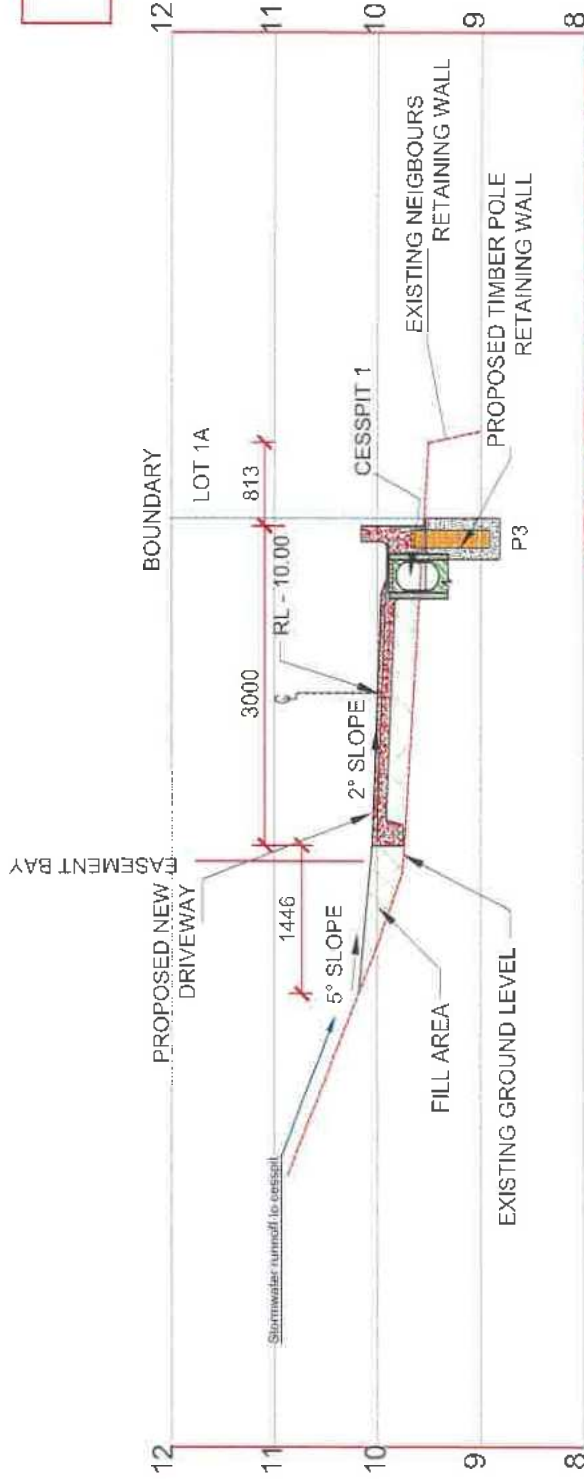 12
11
10
9
8
Stormwater runnoff to cesspit
PROPOSED NEW
DRIVEWAY
EASEMENT BAY
1446
5° SLOPE
FILL AREA
EXISTING GROUND LEVEL
3000
2° SLOPE
RL - 10.00
BOUNDARY
LOT 1A
813
CESSPIT 1
EXISTING NEIGBOURS
RETAINING WALL
PROPOSED TIMBER POLE
RETAINING WALL
P3
12
11
10
9
8